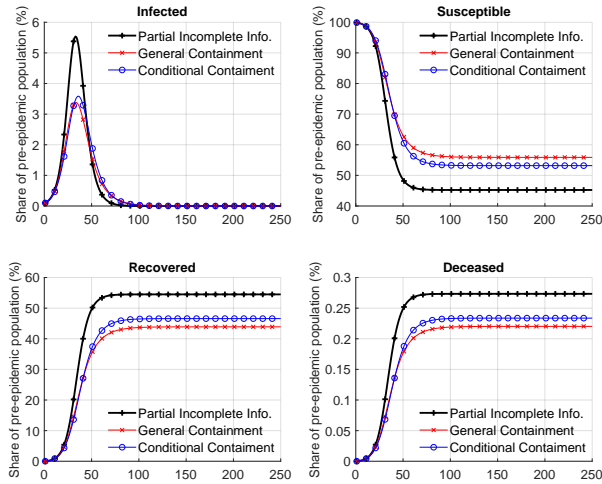 Infected
Share of pre-epidemic population (%)
6
5
4
3
2
1
0
0 50 100 150 200 250
Partial Incomplete Info.
General Containment
Conditional Contaiment
Susceptible
Share of pre-epidemic population (%)
100
90
80
70
60
50
40
0 50 100 150 200 250
Partial Incomplete Info.
General Containment
Conditional Contaiment
Recovered
Share of pre-epidemic population (%)
60
50
40
30
20
10
0
0 50 100 150 200 250
Partial Incomplete Info.
General Containment
Conditional Contaiment
Deceased
Share of pre-epidemic population (%)
0.3
0.25
0.2
0.15
0.1
0.05
0
0 50 100 150 200 250
Partial Incomplete Info.
General Containment
Conditional Contaiment